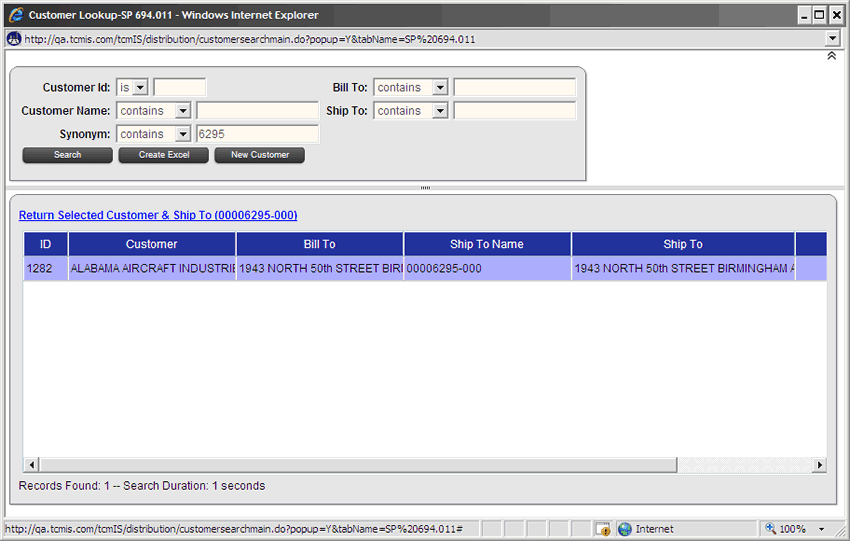 Customer Lookup-SP 694.011 - Windows Internet Explorer
http://qa.tcmis.com/tcmIS/distribution/customersearchmain.do?popup=Y&tabName=SP%20694.011
Customer Id: is Bill To: contains
Customer Name: contains Ship To: contains
Synonym: contains 6295
Search Create Excel New Customer
Return Selected Customer & Ship To (00006295-000)
ID Customer Bill To Ship To Name Ship To
1282 ALABAMA AIRCRAFT INDUSTRIE 1943 NORTH 50th STREET BIRM 00006295-000 1943 NORTH 50th STREET BIRMINGHAM A
Records Found: 1 -- Search Duration: 1 seconds
http://qa.tcmis.com/tcmIS/distribution/customersearchmain.do?popup=Y&tabName=SP%20694.011# Internet 100%